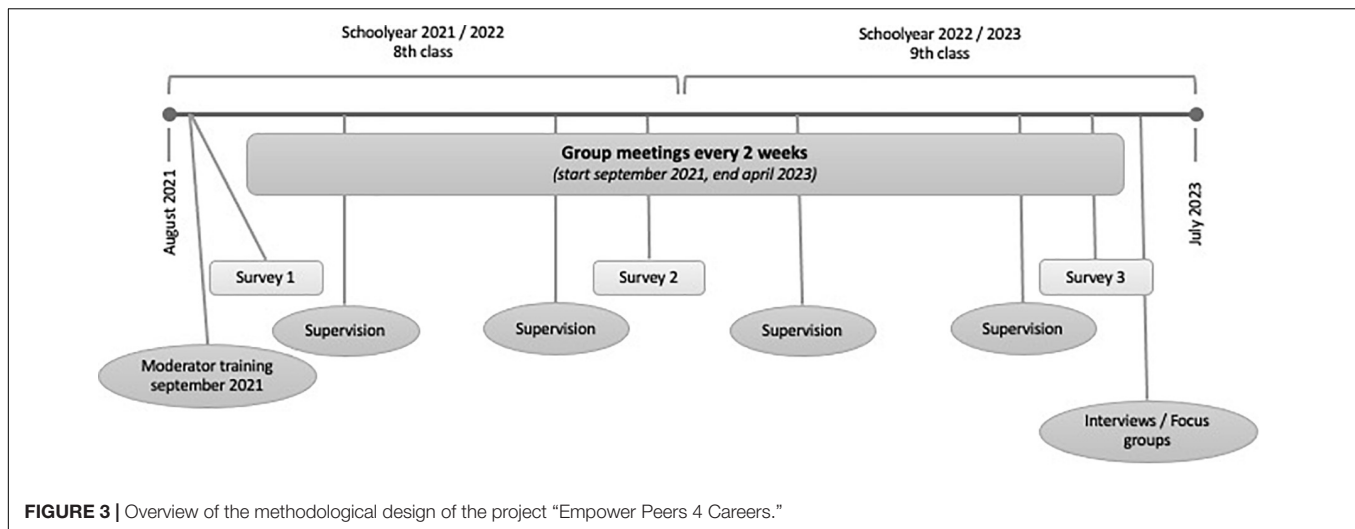 Schoolyear 2021 / 2022
8th class
Schoolyear 2022 / 2023
9th class
August 2021
July 2023
Group meetings every 2 weeks
(start september 2021, end april 2023)
Survey 1
Survey 2
Survey 3
Supervision
Supervision
Supervision
Supervision
Moderator training
september 2021
Interviews / Focus
groups
FIGURE 3 | Overview of the methodological design of the project “Empower Peers 4 Careers.”